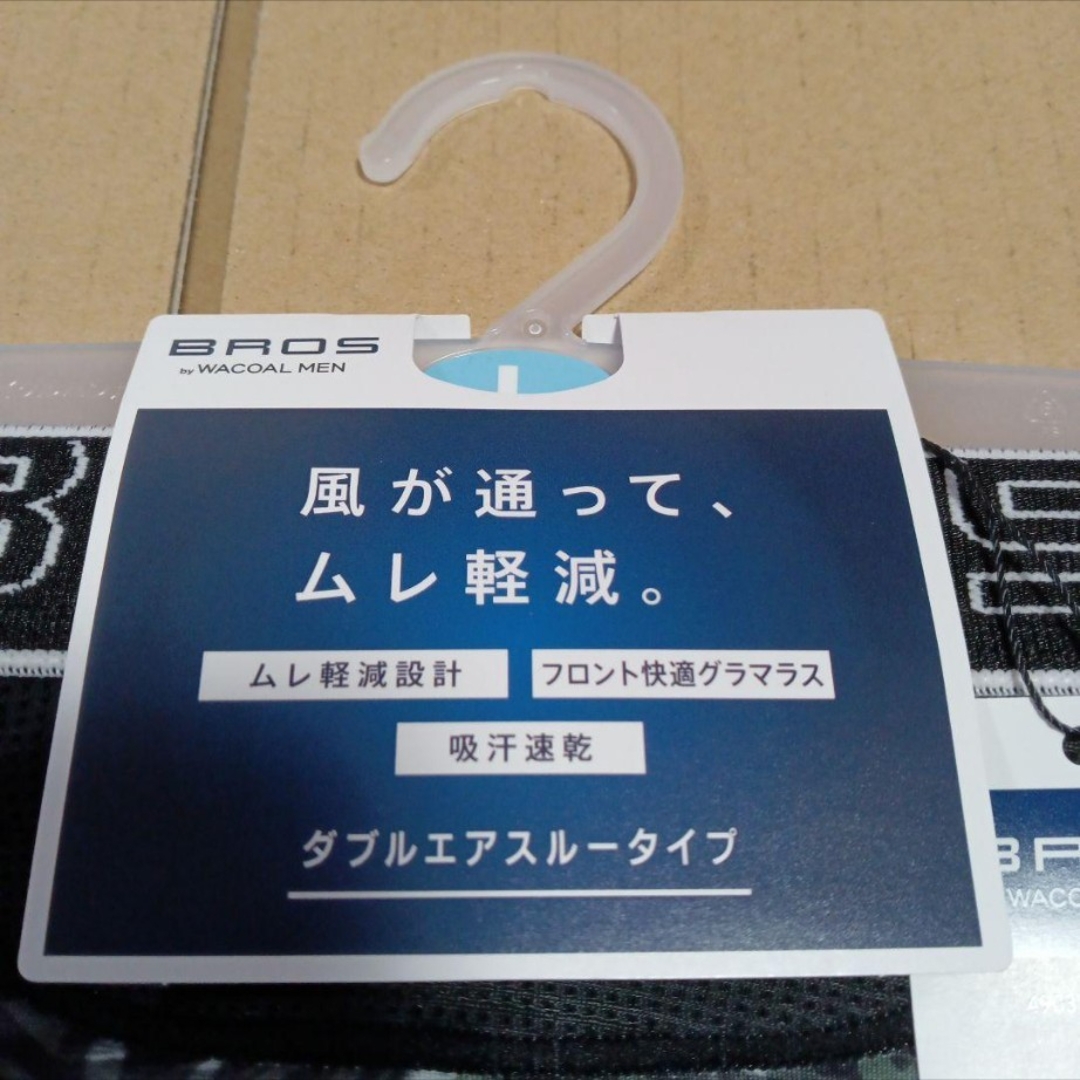 BROS
by WACOAL MEN
L
風が通って、
ムレ軽減。
ムレ軽減設計
フロント快適グラマラス
吸汗速乾
ダブルエアスルータイプ